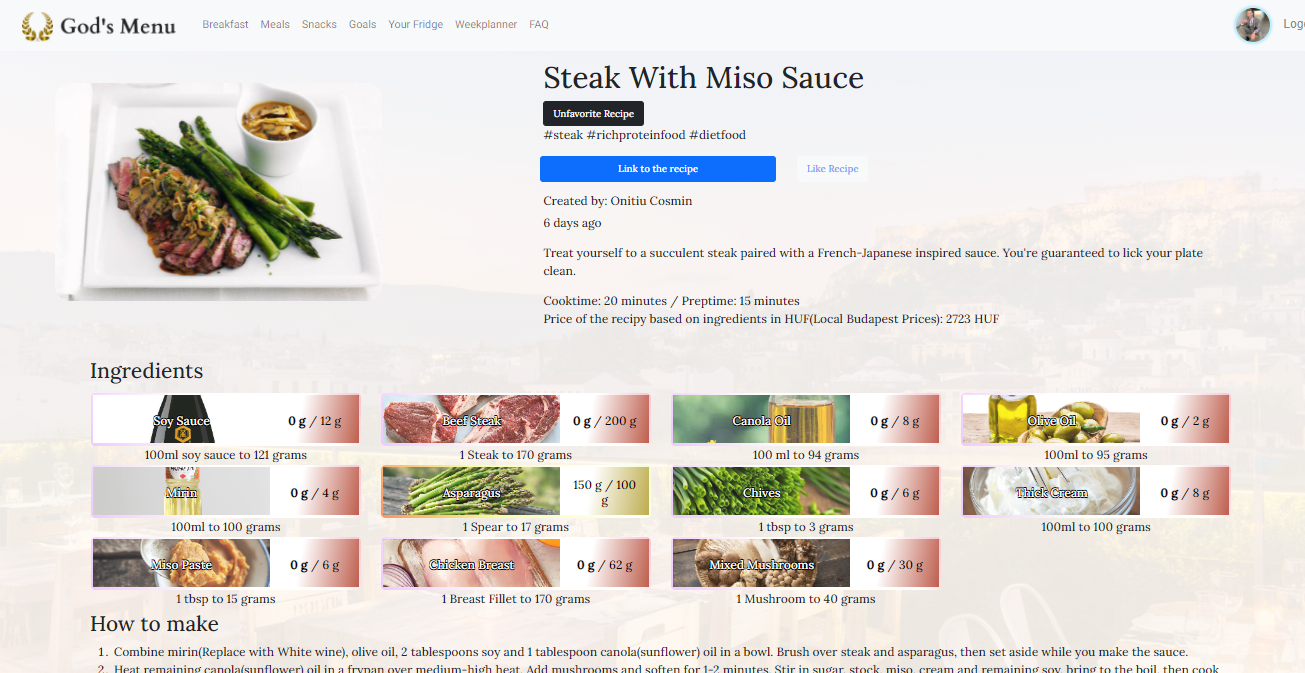 God's Menu
Breakfast Meals Snacks Goals Your Fridge Weekplanner FAQ
Steak With Miso Sauce
Unfavorite Recipe
#steak #richproteinfood #dietfood
Link to the recipe
Like Recipe
Created by: Onitiu Cosmin
6 days ago
Treat yourself to a succulent steak paired with a French-Japanese inspired sauce. You're guaranteed to lick your plate
clean.
Cooktime: 20 minutes / Preptime: 15 minutes
Price of the recipy based on ingredients in HUF(Local Budapest Prices): 2723 HUF
Ingredients
Soy Sauce 0 g / 12 g
100ml soy sauce to 121 grams
Beef Steak 0 g / 200 g
1 Steak to 170 grams
Canola Oil 0 g / 8 g
100 ml to 94 grams
Olive Oil 0 g / 2 g
100ml to 95 grams
Mirin 0 g / 4 g
100ml to 100 grams
Asparagus 150 g / 100
g
1 Spear to 17 grams
Chives 0 g / 6 g
1 tbsp to 3 grams
Thick Cream 0 g / 8 g
100ml to 100 grams
Miso Paste 0 g / 6 g
1 tbsp to 15 grams
Chicken Breast 0 g / 62 g
1 Breast Fillet to 170 grams
Mixed Mushrooms 0 g / 30 g
1 Mushroom to 40 grams
How to make
1. Combine mirin(Replace with White wine), olive oil, 2 tablespoons soy and 1 tablespoon canola(sunflower) oil in a bowl. Brush over steak and asparagus, then set aside while you make the sauce.
2. Heat remaining canola(sunflower) oil in a frypan over medium-high heat. Add mushrooms and soften for 1-2 minutes. Stir in sugar, stock, miso, cream and remaining soy, bring to the boil, then cook